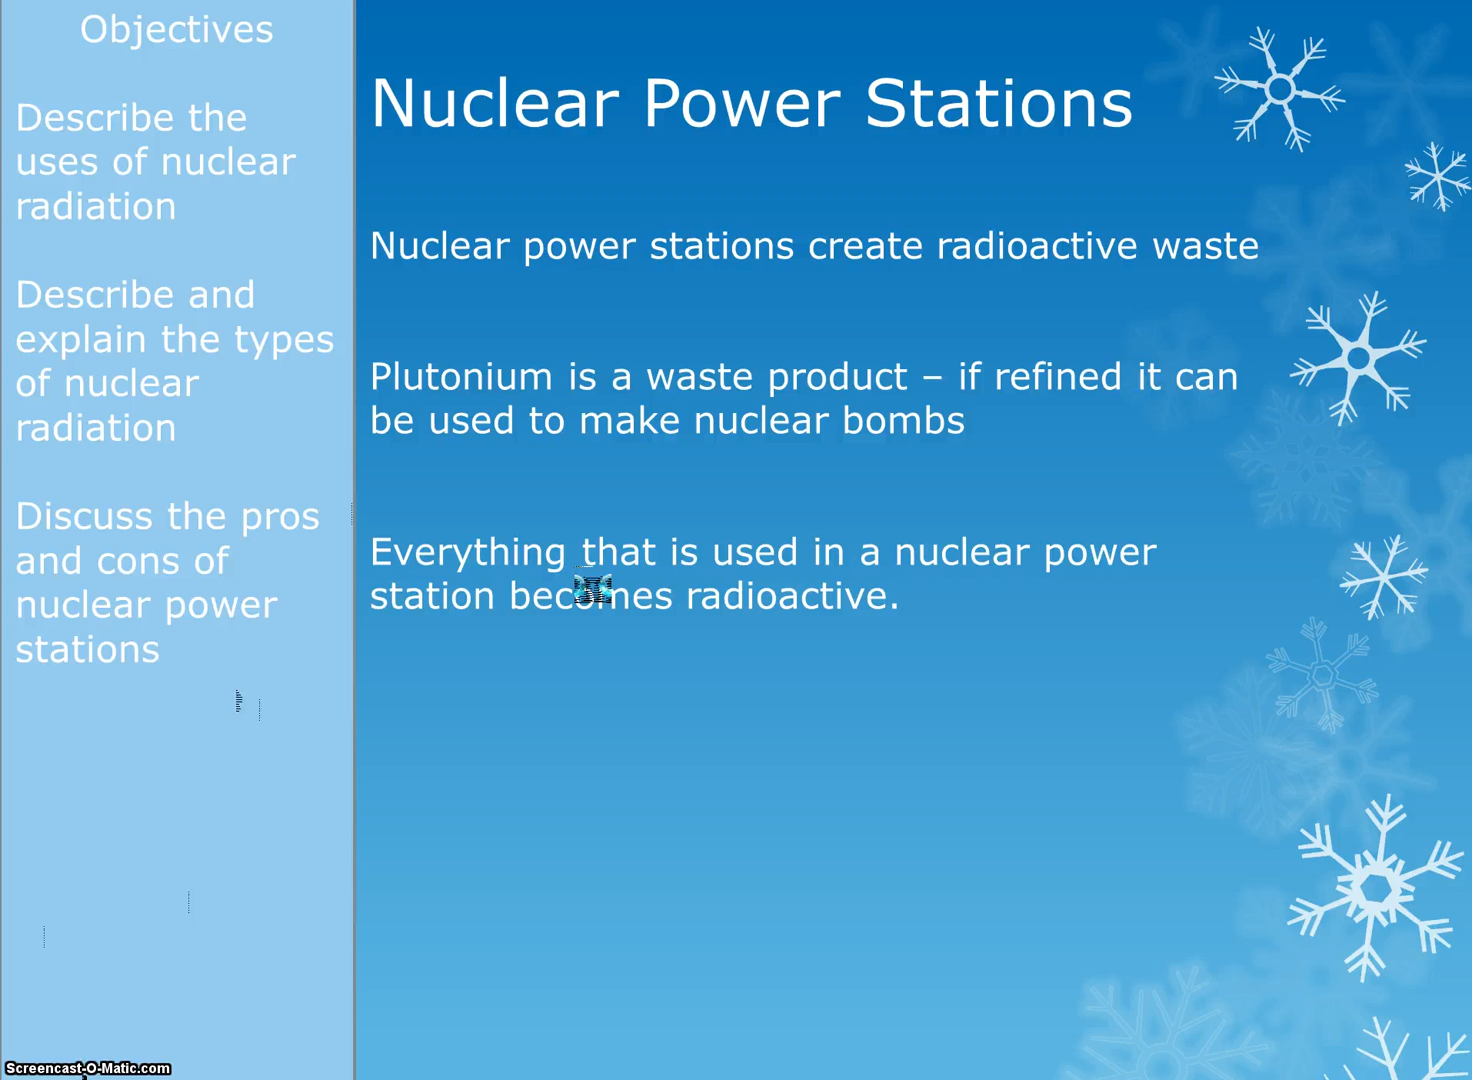 Objectives
Describe the
uses of nuclear
radiation
Describe and
explain the types
of nuclear
radiation
Discuss the pros
and cons of
nuclear power
stations
Nuclear Power Stations
Nuclear power stations create radioactive waste
Plutonium is a waste product – if refined it can
be used to make nuclear bombs
Everything that is used in a nuclear power
station becomes radioactive.
Screencast-O-Matic.com